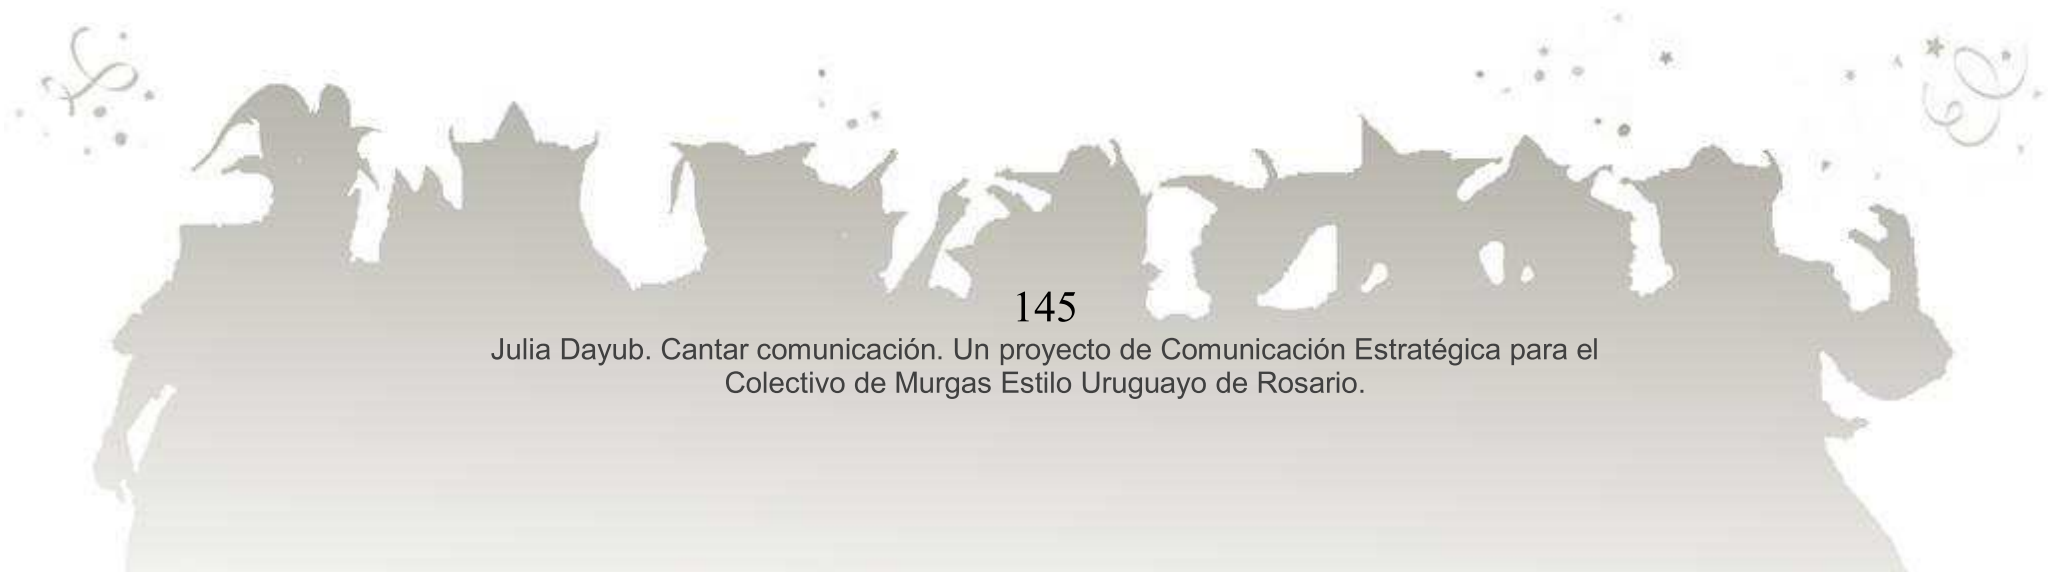 145
Julia Dayub. Cantar comunicación. Un proyecto de Comunicación Estratégica para el
Colectivo de Murgas Estilo Uruguayo de Rosario.